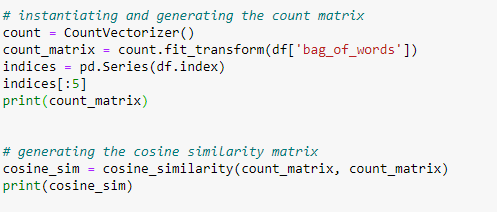 # instantiating and generating the count matrix
count = CountVectorizer()
count_matrix = count.fit_transform(df['bag_of_words'])
indices = pd.Series(df.index)
indices[:5]
print(count_matrix)
# generating the cosine similarity matrix
cosine_sim = cosine_similarity(count_matrix, count_matrix)
print(cosine_sim)